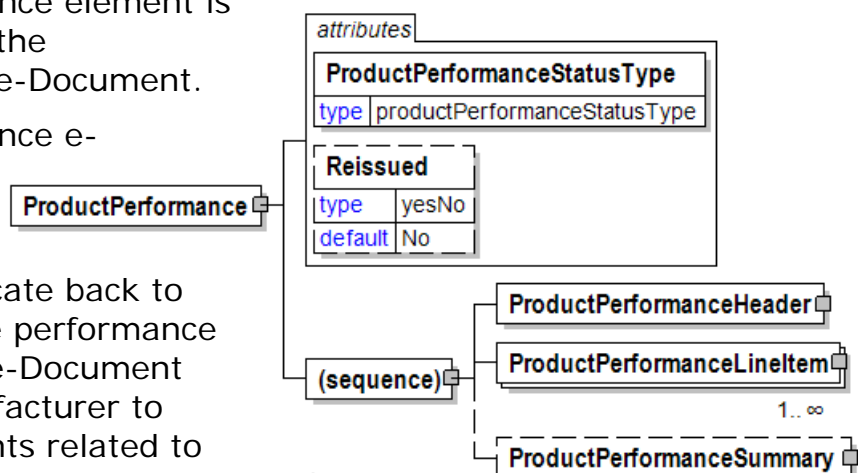 nce element is
the
e-Document.
nce e-
cate back to
e performance
e-Document
facturer to
nts related to
ProductPerformance
attributes
ProductPerformanceStatusType
type productPerformanceStatusType
Reissued
type yesNo
default No
(sequence)
ProductPerformanceHeader
ProductPerformanceLineItem
1.. ∞
ProductPerformanceSummary